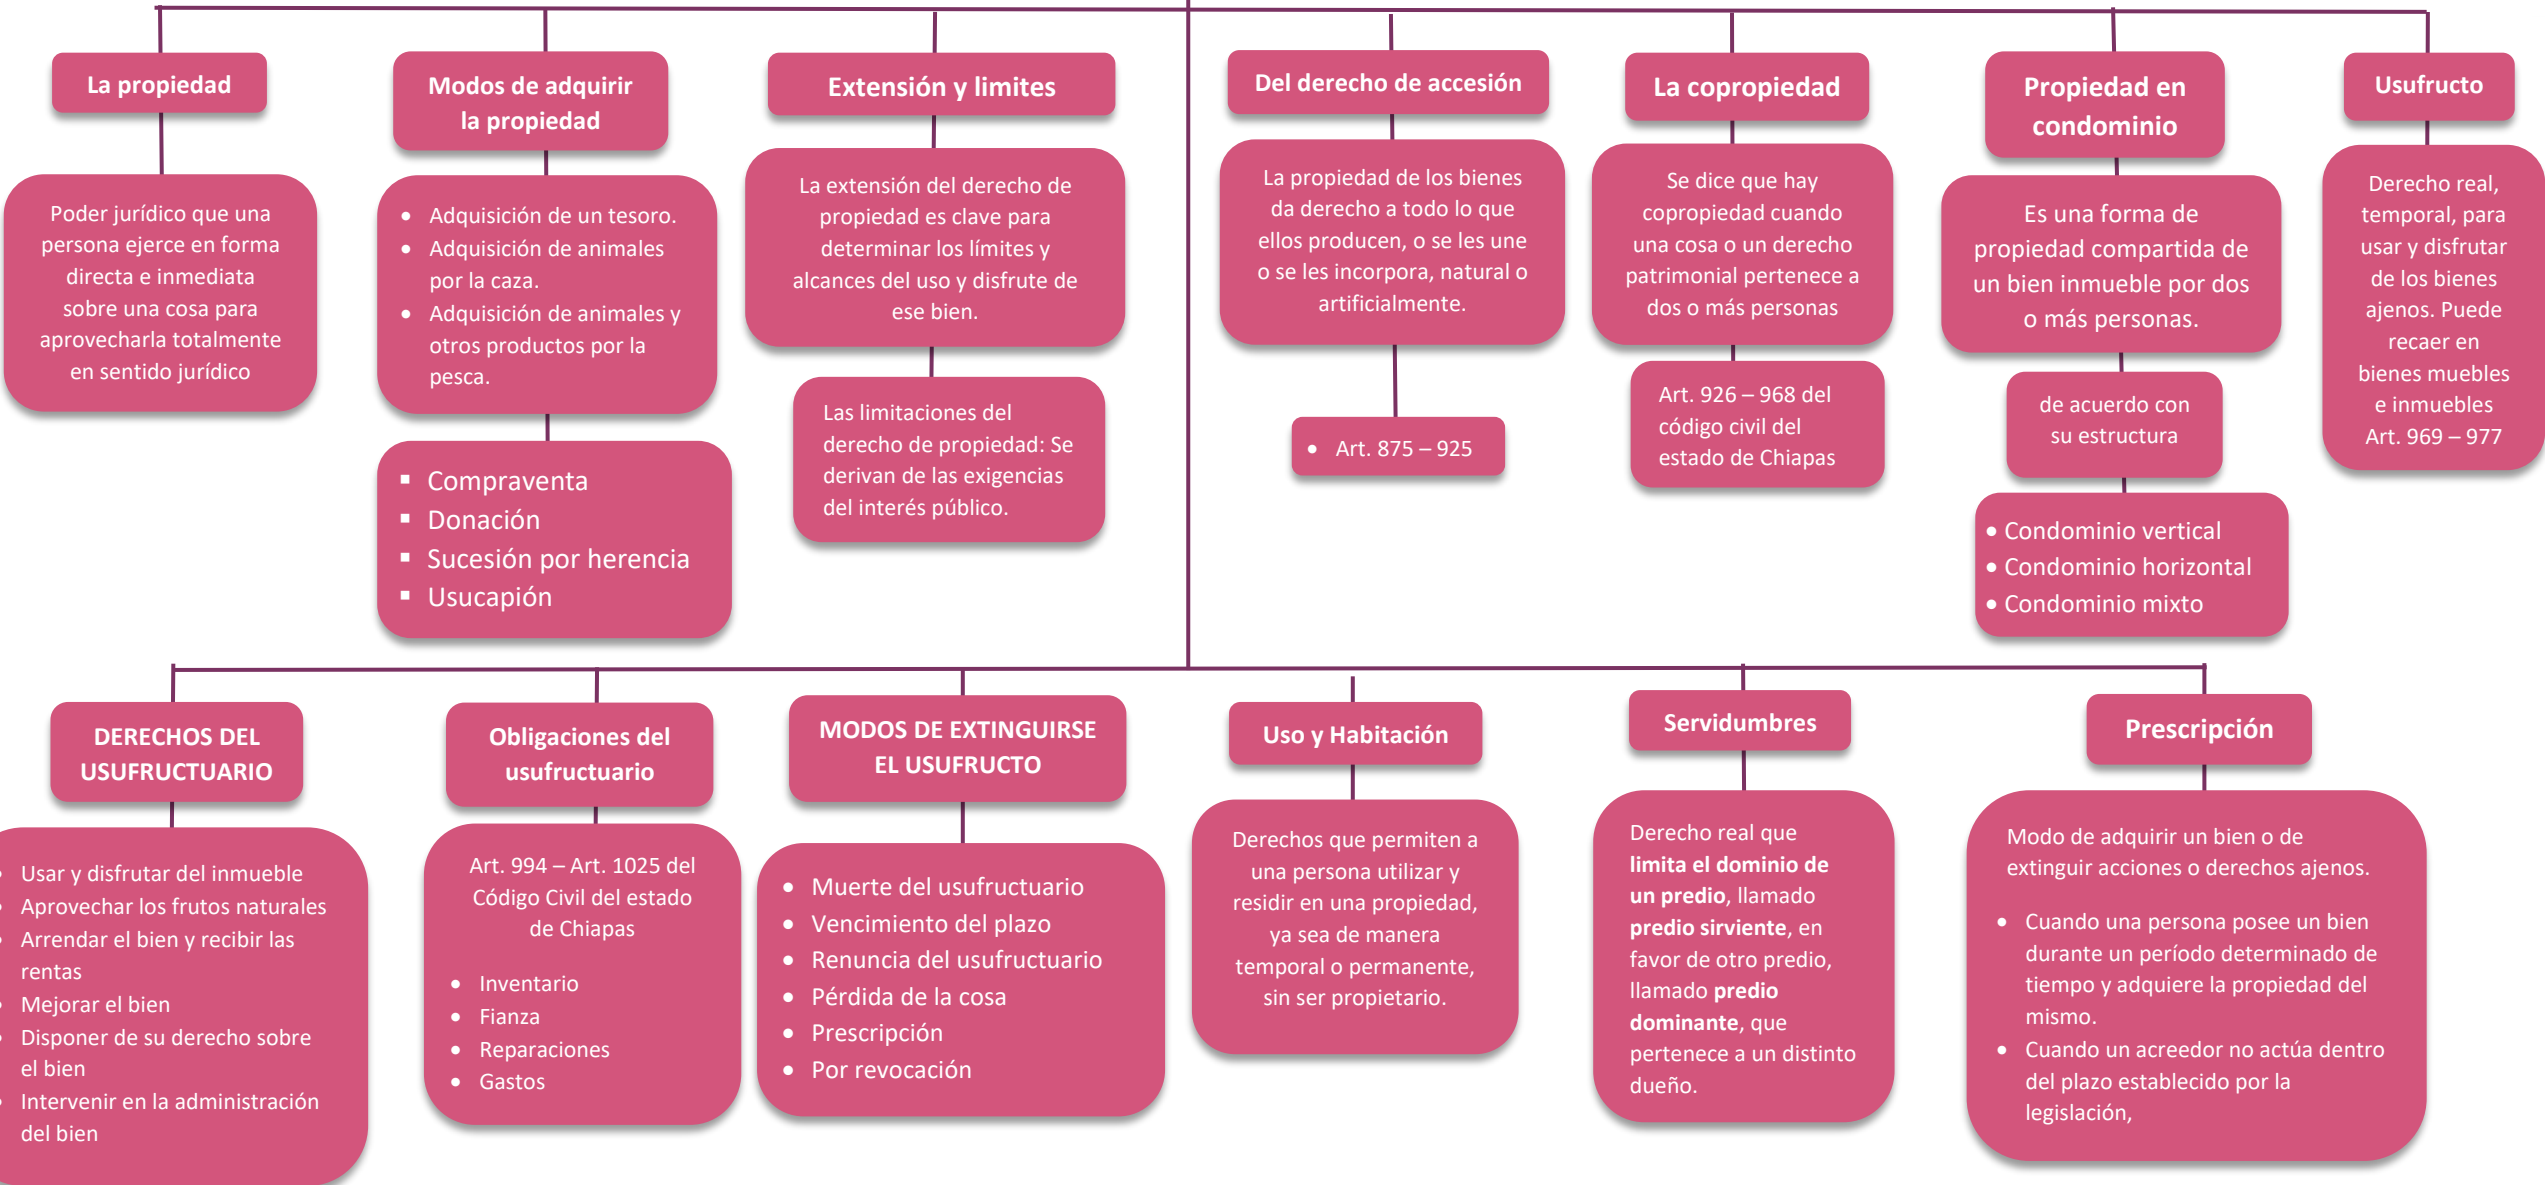 La propiedad
Poder jurídico que una
persona ejerce en forma
directa e inmediata
sobre una cosa para
aprovecharla totalmente
en sentido jurídico
Modos de adquirir
la propiedad
• Adquisición de un tesoro.
• Adquisición de animales
por la caza.
• Adquisición de animales y
otros productos por la
pesca.
▪ Compraventa
▪ Donación
▪ Sucesión por herencia
▪ Usucapión
Extensión y limites
La extensión del derecho de
propiedad es clave para
determinar los límites y
alcances del uso y disfrute de
ese bien.
Las limitaciones del
derecho de propiedad: Se
derivan de las exigencias
del interés público.
Del derecho de accesión
La propiedad de los bienes
da derecho a todo lo que
ellos producen, o se les une
o se les incorpora, natural o
artificialmente.
• Art. 875 – 925
La copropiedad
Se dice que hay
copropiedad cuando
una cosa o un derecho
patrimonial pertenece a
dos o más personas
Art. 926 – 968 del
código civil del
estado de Chiapas
Propiedad en
condominio
Es una forma de
propiedad compartida de
un bien inmueble por dos
o más personas.
de acuerdo con
su estructura
• Condominio vertical
• Condominio horizontal
• Condominio mixto
Usufructo
Derecho real,
temporal, para
usar y disfrutar
de los bienes
ajenos. Puede
recaer en
bienes muebles
e inmuebles
Art. 969 – 977
DERECHOS DEL
USUFRUCTUARIO
• Usar y disfrutar del inmueble
• Aprovechar los frutos naturales
• Arrendar el bien y recibir las
rentas
• Mejorar el bien
• Disponer de su derecho sobre
el bien
• Intervenir en la administración
del bien
Obligaciones del
usufructuario
Art. 994 – Art. 1025 del
Código Civil del estado
de Chiapas
• Inventario
• Fianza
• Reparaciones
• Gastos
MODOS DE EXTINGUIRSE
EL USUFRUCTO
• Muerte del usufructuario
• Vencimiento del plazo
• Renuncia del usufructuario
• Pérdida de la cosa
• Prescripción
• Por revocación
Uso y Habitación
Derechos que permiten a
una persona utilizar y
residir en una propiedad,
ya sea de manera
temporal o permanente,
sin ser propietario.
Servidumbres
Derecho real que
limita el dominio de
un predio, llamado
predio sirviente, en
favor de otro predio,
llamado predio
dominante, que
pertenece a un distinto
dueño.
Prescripción
Modo de adquirir un bien o de
extinguir acciones o derechos ajenos.
• Cuando una persona posee un bien
durante un período determinado de
tiempo y adquiere la propiedad del
mismo.
• Cuando un acreedor no actúa dentro
del plazo establecido por la
legislación,